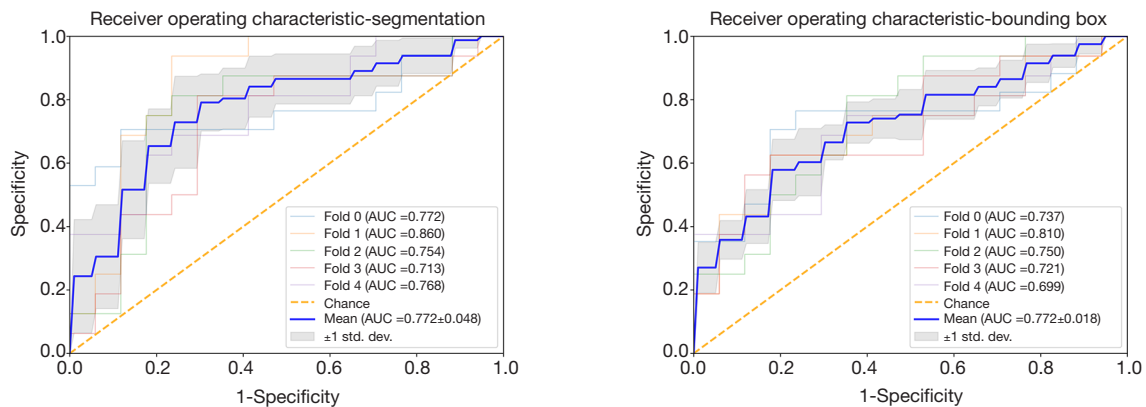 Receiver operating characteristic-segmentation
1.0
0.8
0.6
0.4
0.2
0.0
Specificity
Fold 0 (AUC =0.772)
Fold 1 (AUC =0.860)
Fold 2 (AUC =0.754)
Fold 3 (AUC =0.713)
Fold 4 (AUC =0.768)
Chance
Mean (AUC =0.772±0.048)
±1 std. dev.
0.0 0.2 0.4 0.6 0.8 1.0
1-Specificity
Receiver operating characteristic-bounding box
1.0
0.8
0.6
0.4
0.2
0.0
Specificity
Fold 0 (AUC =0.737)
Fold 1 (AUC =0.810)
Fold 2 (AUC =0.750)
Fold 3 (AUC =0.721)
Fold 4 (AUC =0.699)
Chance
Mean (AUC =0.772±0.018)
±1 std. dev.
0.0 0.2 0.4 0.6 0.8 1.0
1-Specificity